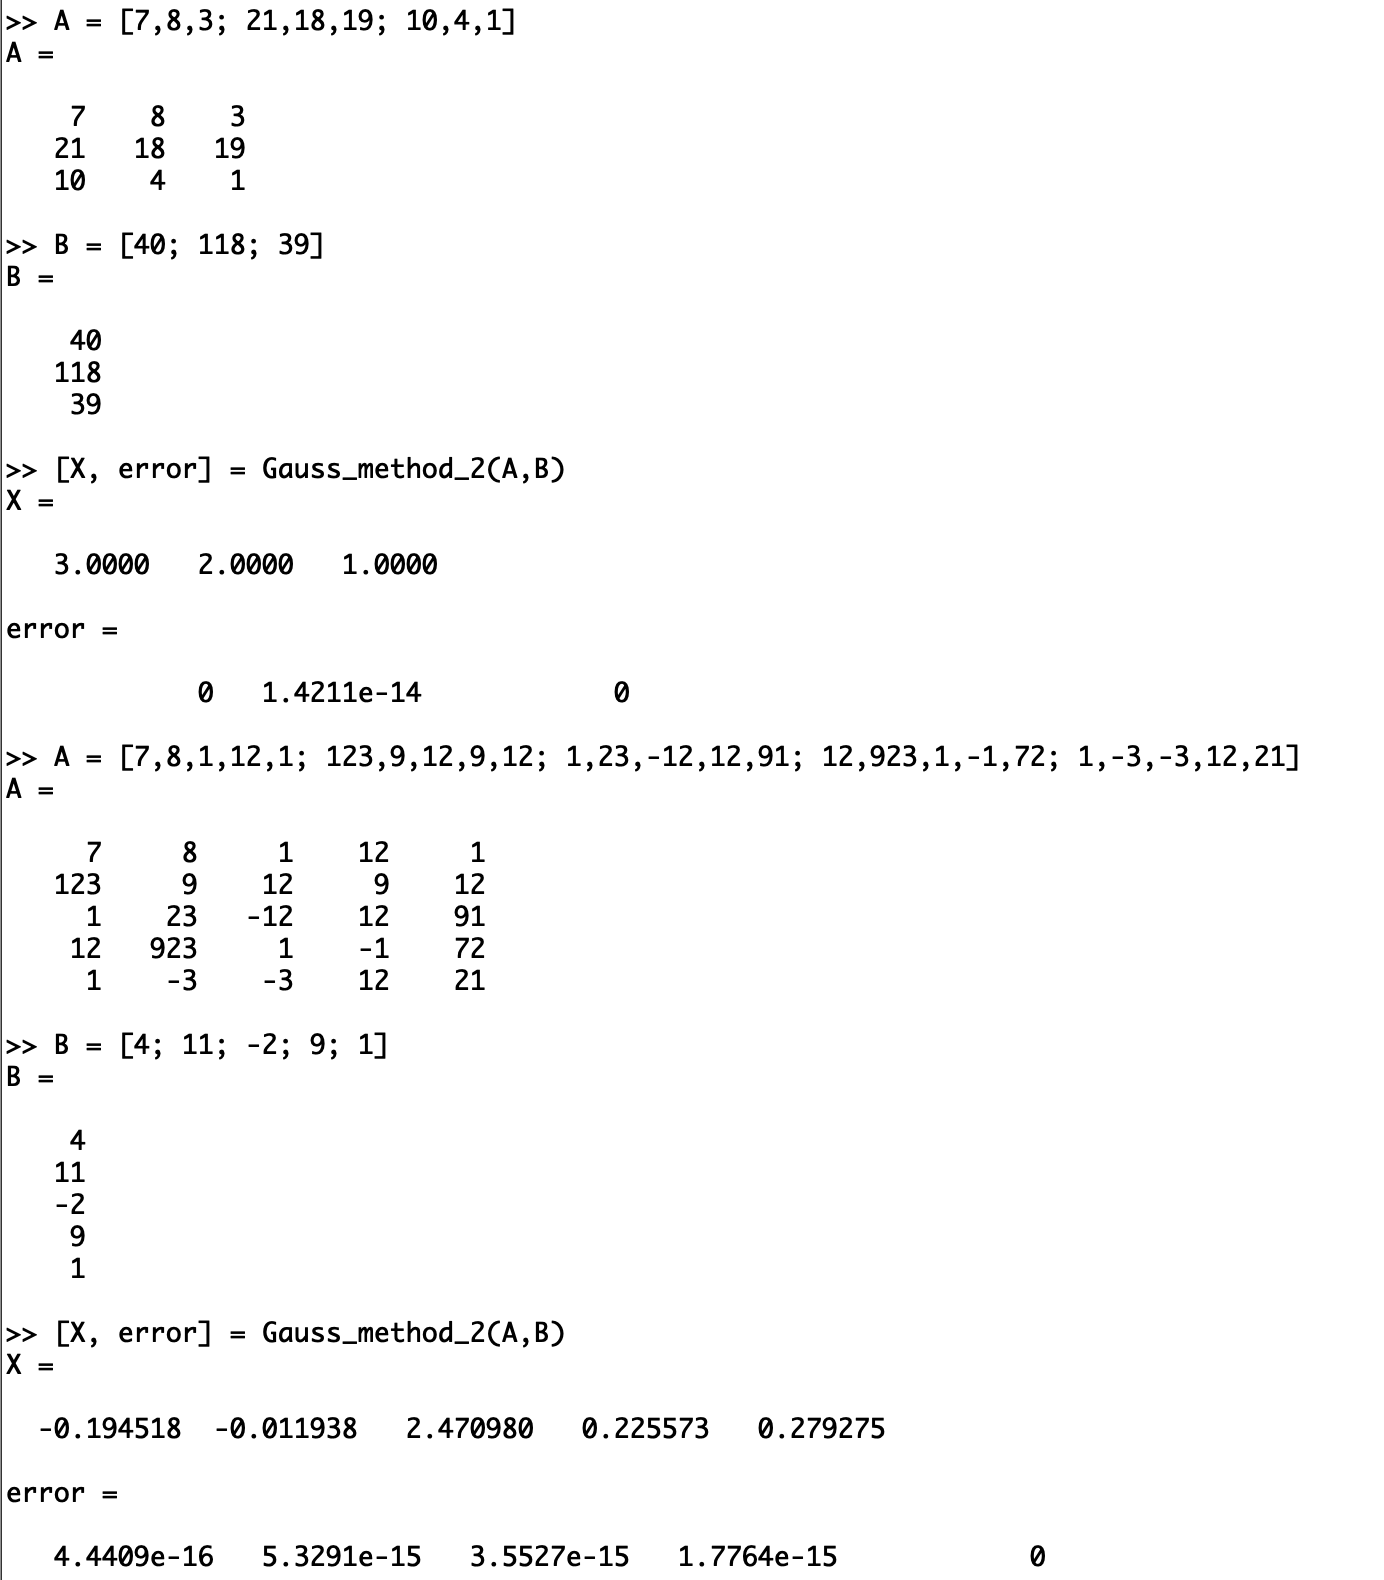 >> A = [7,8,3; 21,18,19; 10,4,1]
A =
7 8 3
21 18 19
10 4 1
>> B = [40; 118; 39]
B =
40
118
39
>> [X, error] = Gauss_method_2(A,B)
X =
3.0000 2.0000 1.0000
error =
0 1.4211e-14 0
>> A = [7,8,1,12,1; 123,9,12,9,12; 1,23,-12,12,91; 12,923,1,-1,72; 1,-3,-3,12,21]
A =
7 8 1 12 1
123 9 12 9 12
1 23 -12 12 91
12 923 1 -1 72
1 -3 -3 12 21
>> B = [4; 11; -2; 9; 1]
B =
4
11
-2
9
1
>> [X, error] = Gauss_method_2(A,B)
X =
-0.194518 -0.011938 2.470980 0.225573 0.279275
error =
4.4409e-16 5.3291e-15 3.5527e-15 1.7764e-15 0